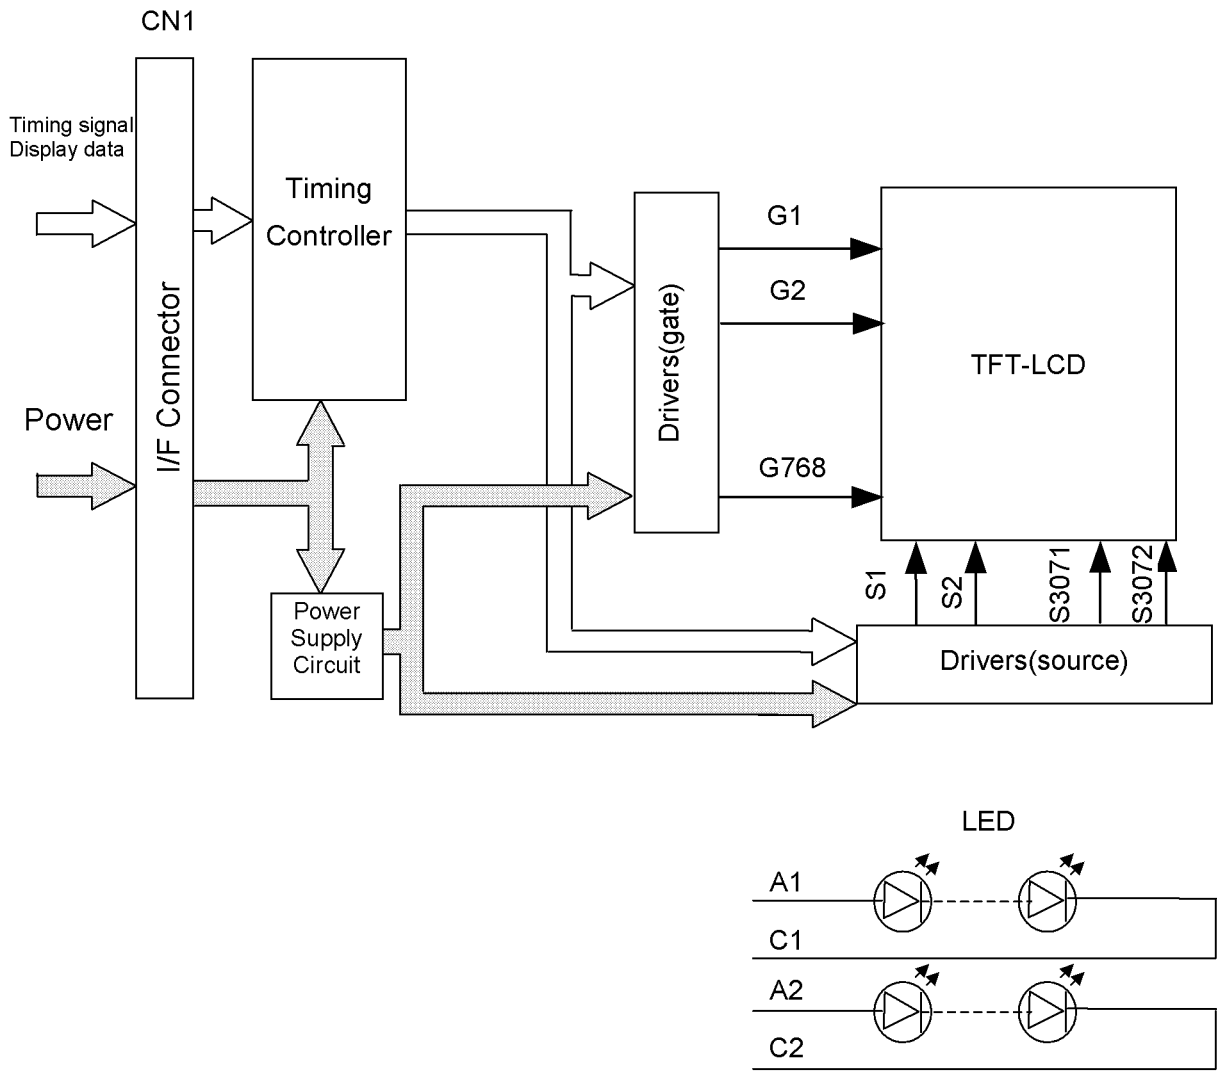 CN1
Timing signal
Display data
Power
I/F Connector
Timing
Controller
Power
Supply
Circuit
Drivers(gate)
G1
G2
G768
TFT-LCD
S1
S2
S3071
S3072
Drivers(source)
LED
A1
C1
A2
C2